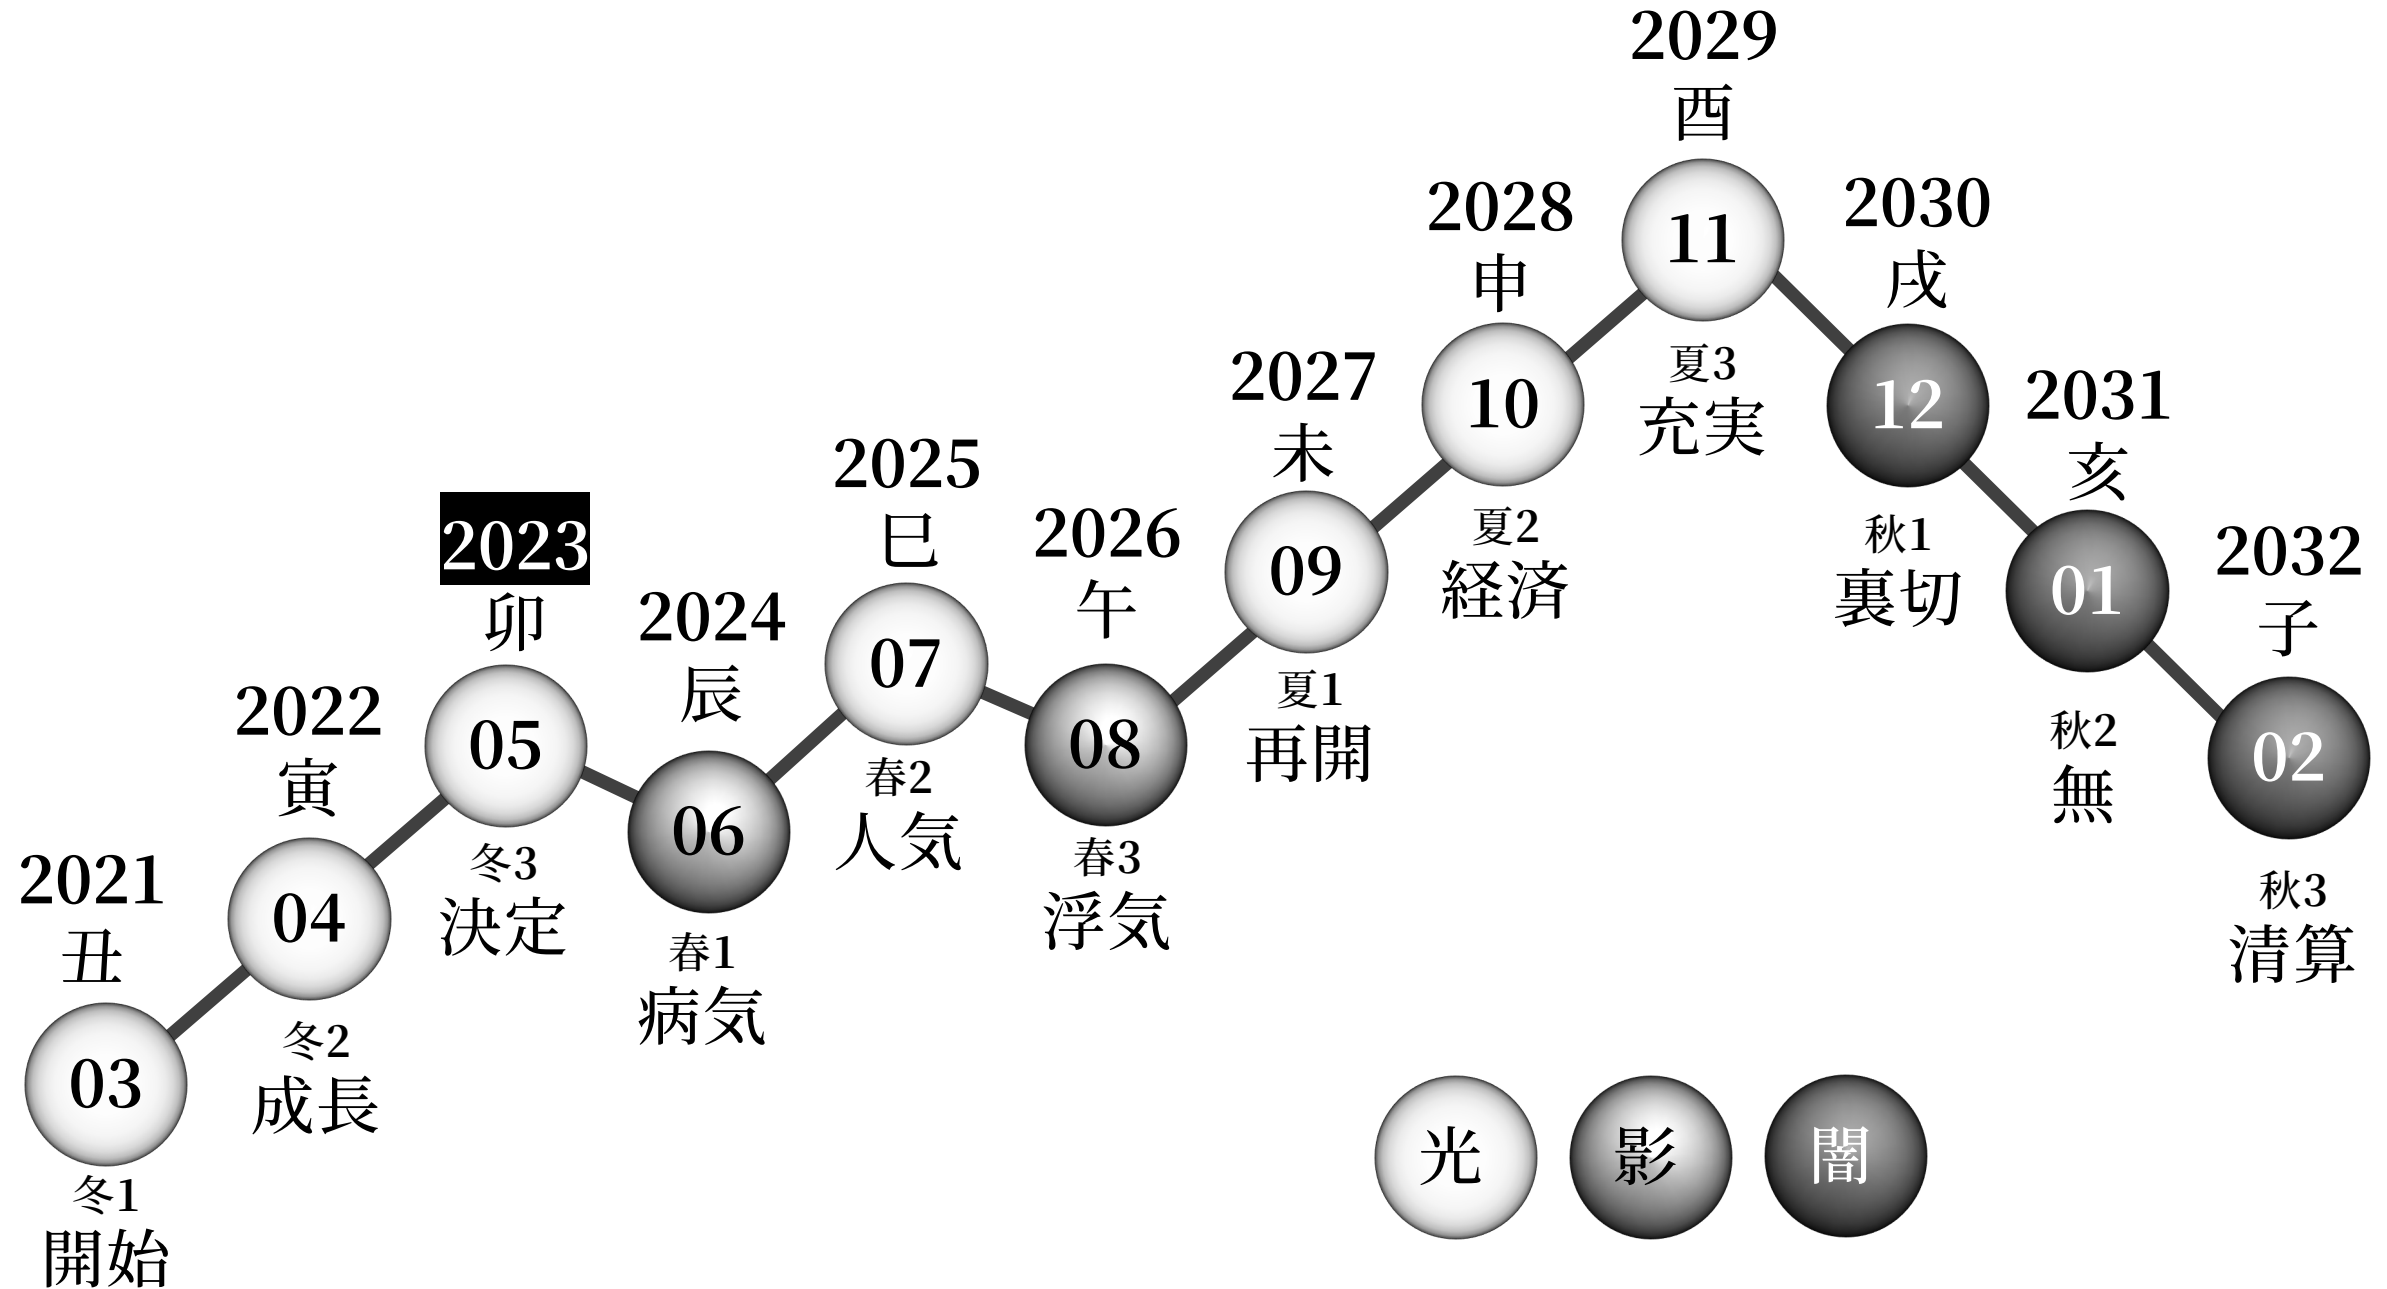 2021
丑
03
冬1
開始
2022
寅
04
冬2
成長
2023
卯
05
冬3
決定
2024
辰
06
春1
病気
2025
巳
07
春2
人気
2026
午
08
春3
浮気
2027
未
09
夏1
再開
2028
申
10
夏2
経済
2029
酉
11
夏3
充実
2030
戌
12
秋1
裏切
2031
亥
01
秋2
無
2032
子
02
秋3
清算
光
影
闇